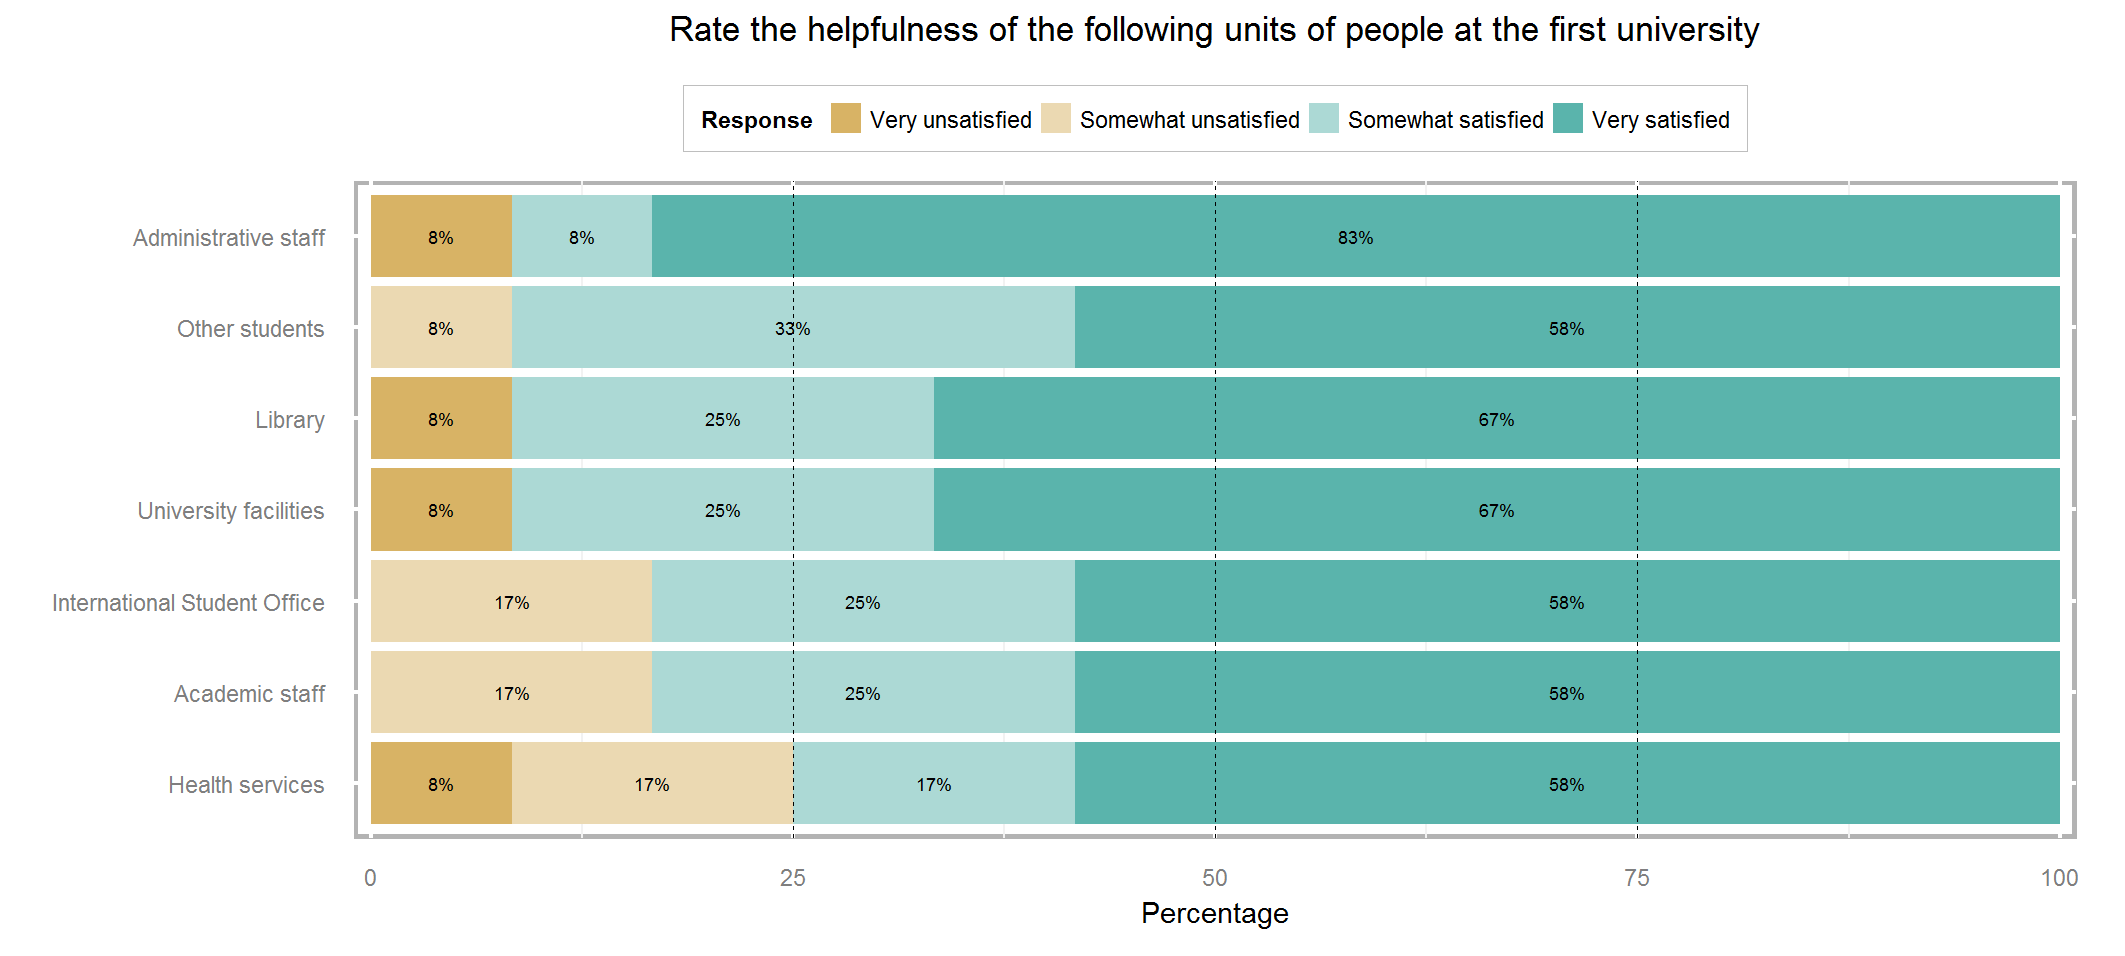 Rate the helpfulness of the following units of people at the first university
Response Very unsatisfied Somewhat unsatisfied Somewhat satisfied Very satisfied
Administrative staff 8% 8% 83%
Other students 8% 33% 58%
Library 8% 25% 67%
University facilities 8% 25% 67%
International Student Office 17% 25% 58%
Academic staff 17% 25% 58%
Health services 8% 17% 17% 58%
0 25 50 75 100
Percentage